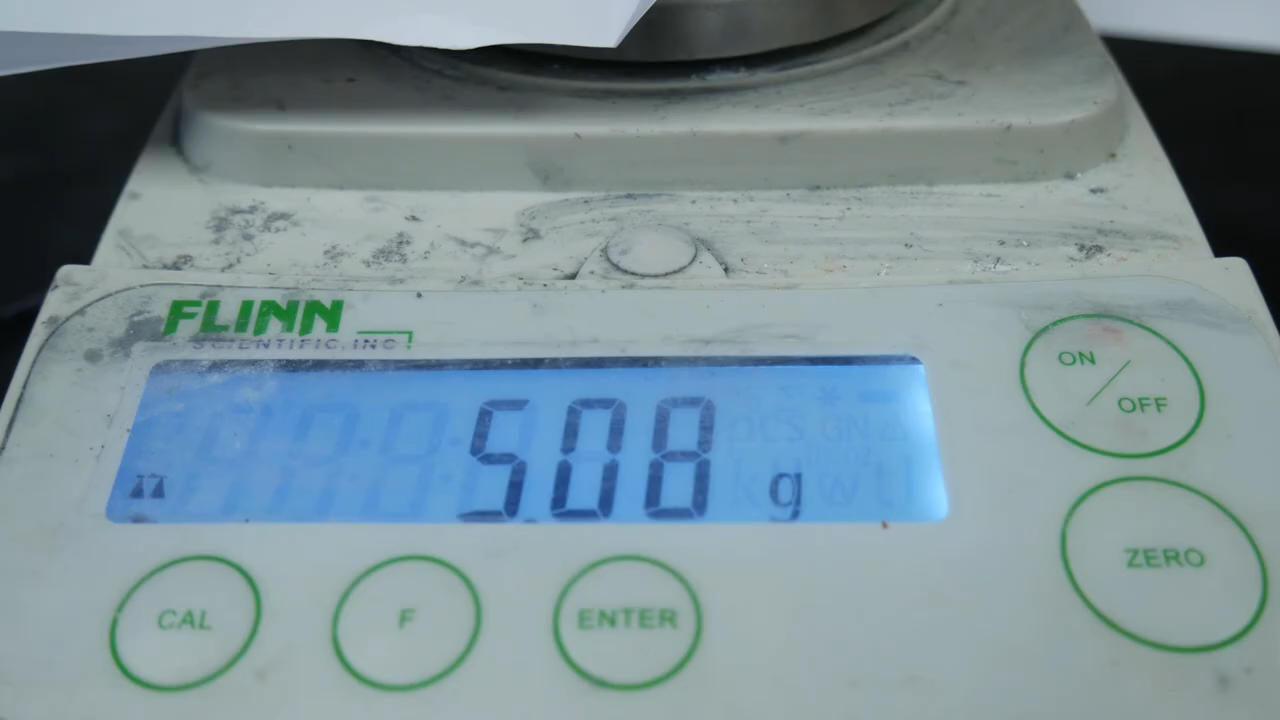 FLINN
SCIENTIFIC, INC.
5.08 g
ON / OFF
ZERO
CAL
F
ENTER